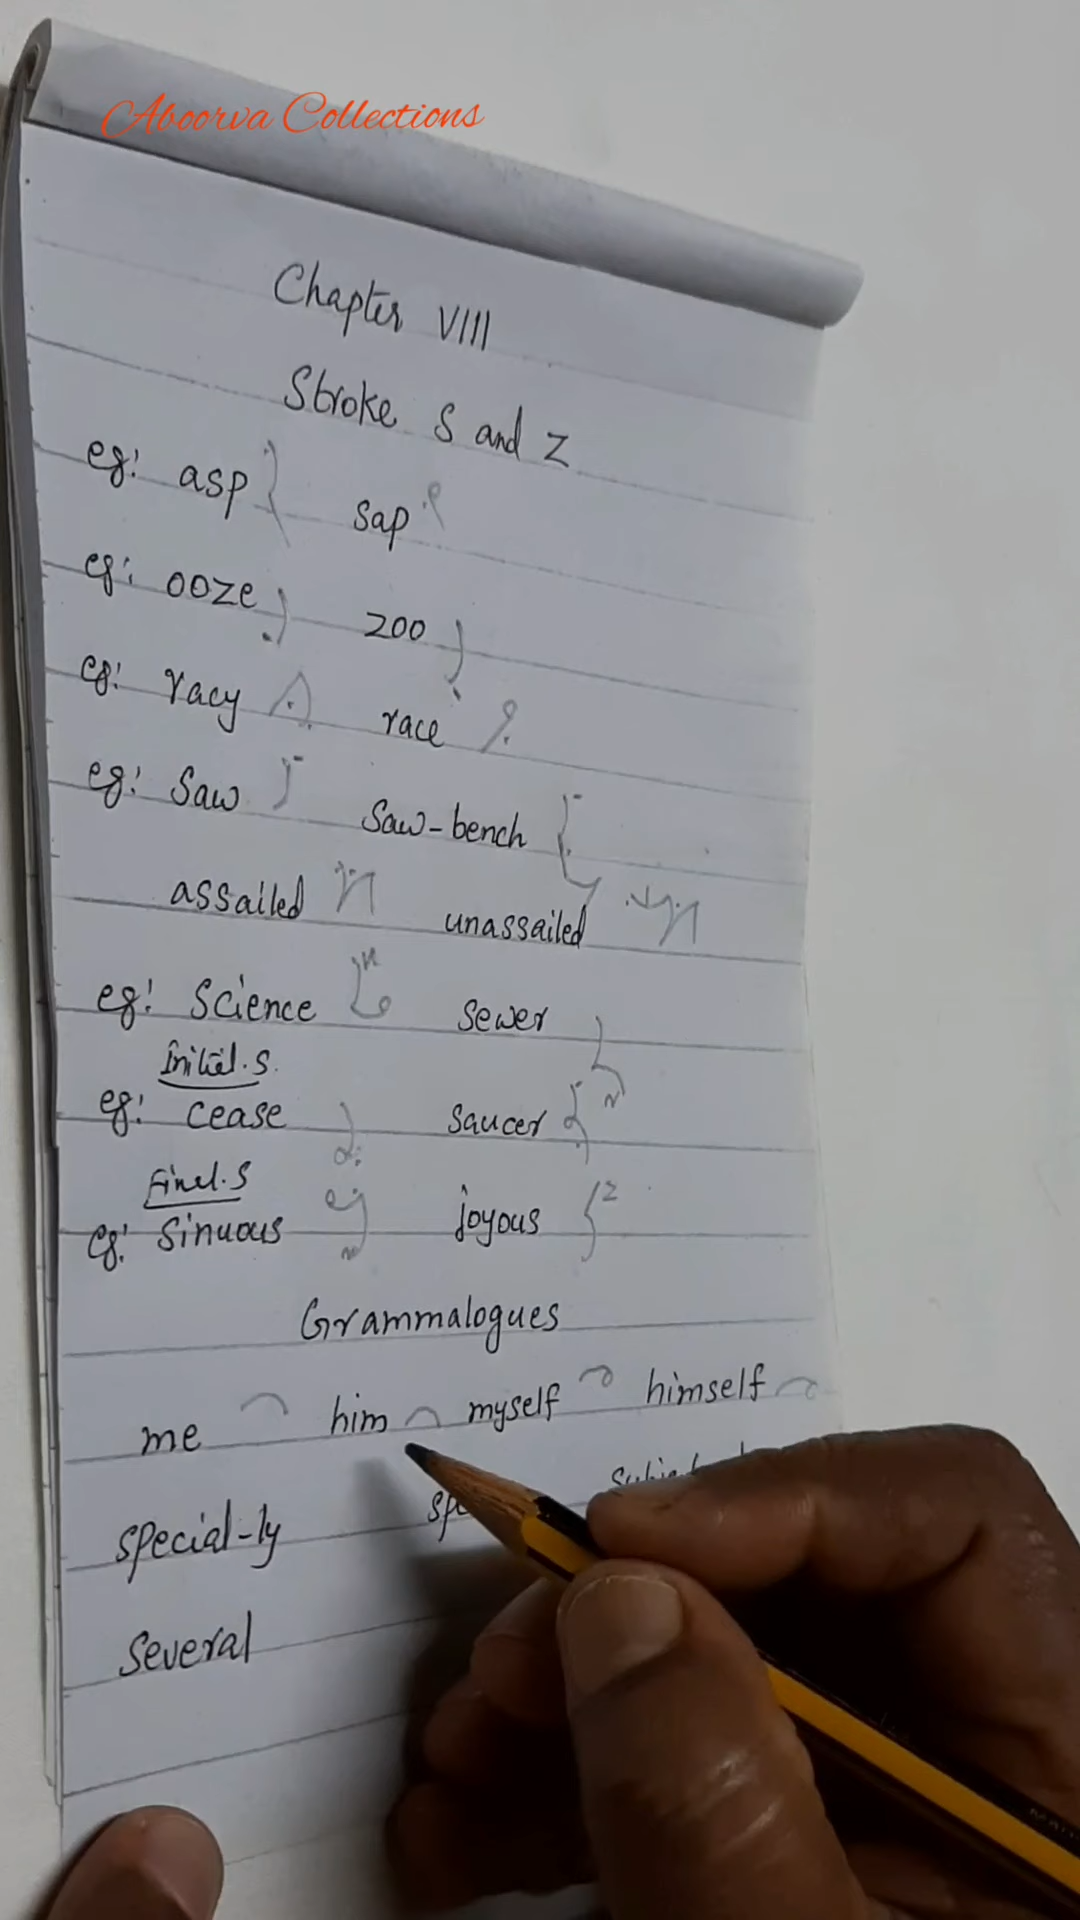 Aboorva Collections
Chapter VIII
Stroke S and Z
eg: asp sap
eg: ooze zoo
eg: racy race
eg: Saw Saw-bench
assailed unassailed
eg: Science Sewer
Initial.S.
eg: cease saucer
Final.S
eg: Sinuous joyous
Grammalogues
me him myself himself
special-ly
several